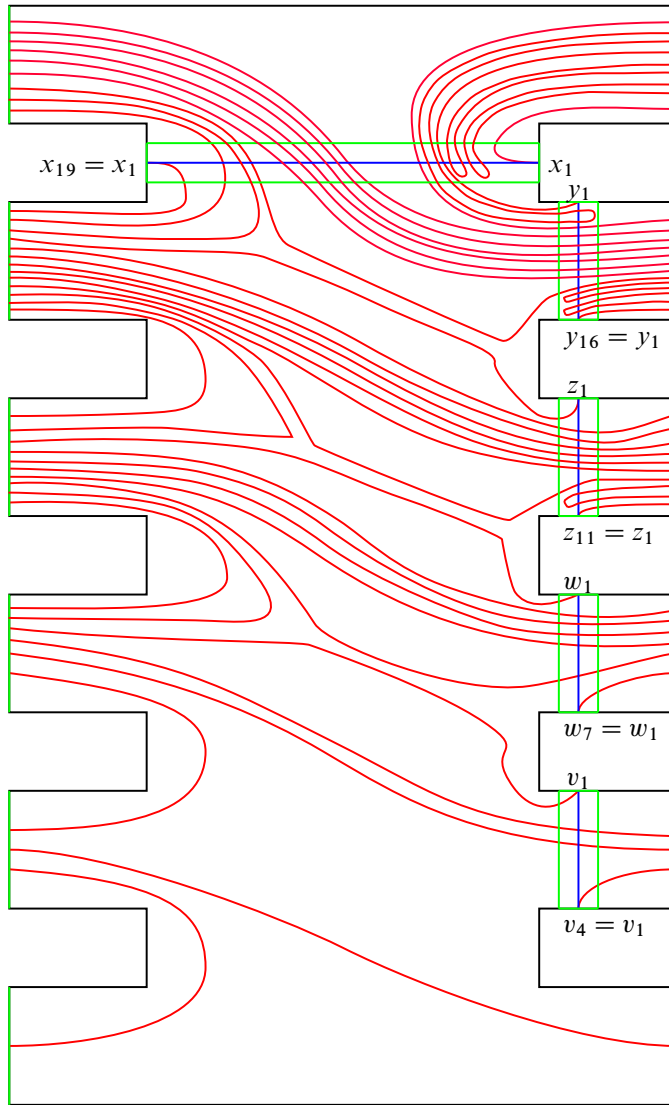 x₁₉ = x₁
x₁
y₁
y₁₆ = y₁
z₁
z₁₁ = z₁
w₁
w₇ = w₁
v₁
v₄ = v₁